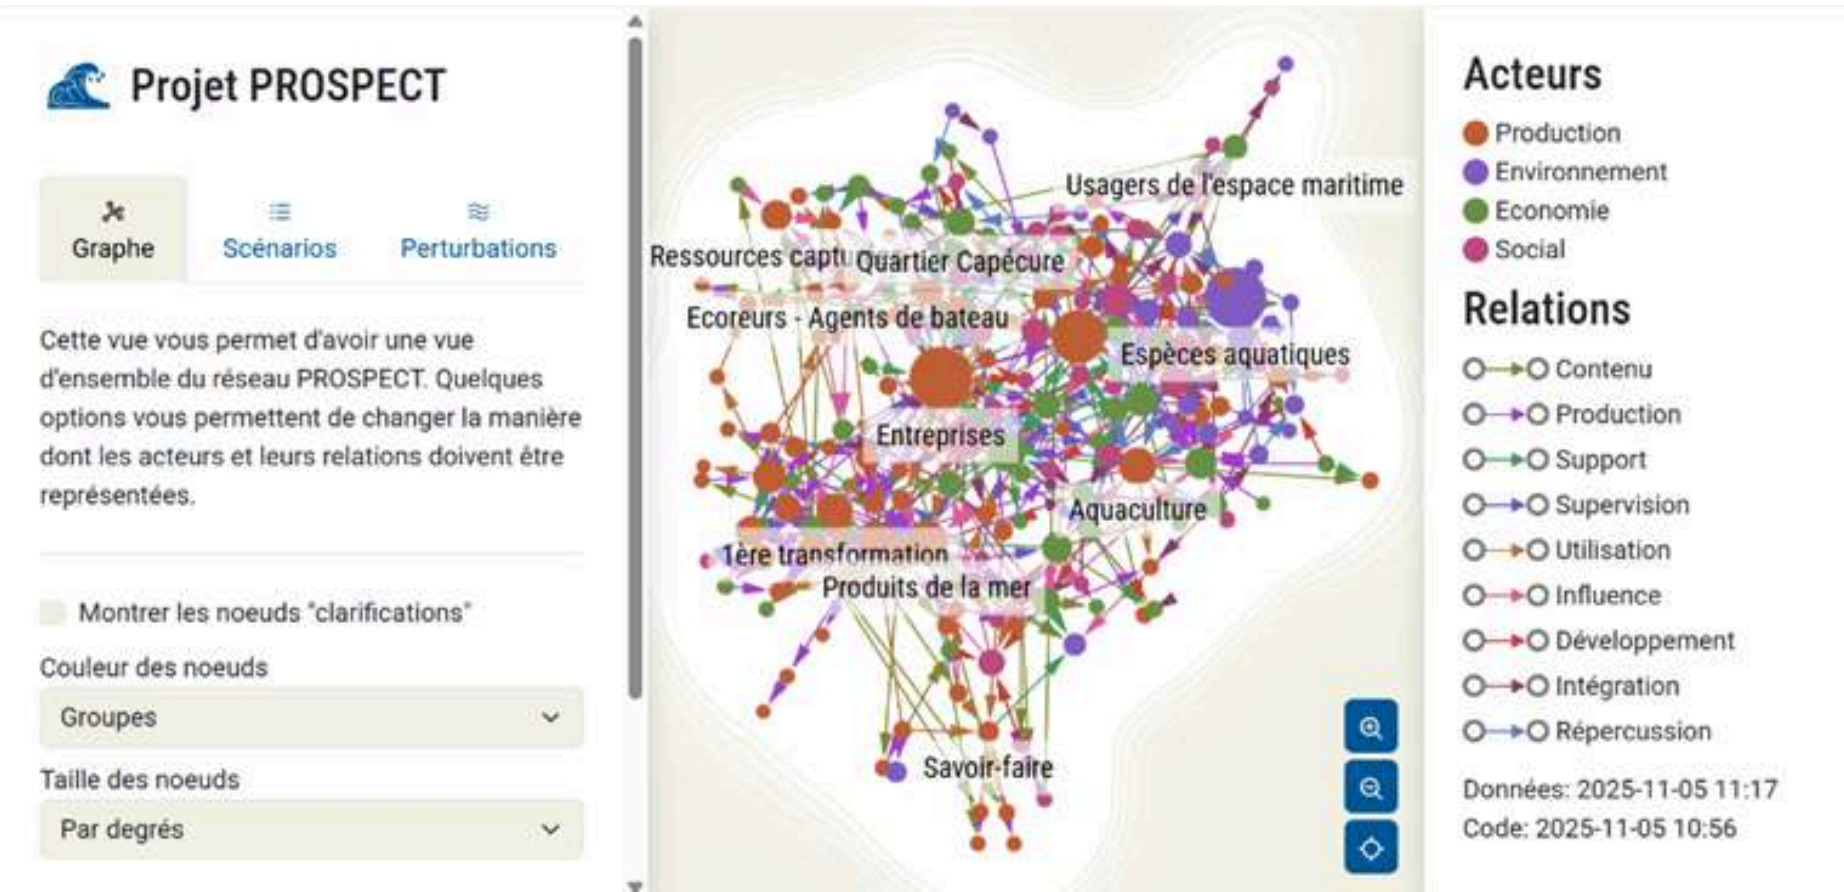 Projet PROSPECT
Graphe
Scénarios
Perturbations
Cette vue vous permet d'avoir une vue
d'ensemble du réseau PROSPECT. Quelques
options vous permettent de changer la manière
dont les acteurs et leurs relations doivent être
représentées.
Montrer les noeuds "clarifications"
Couleur des noeuds
Groupes
Taille des noeuds
Par degrés
Usagers de l'espace maritime
Ressources
Quartier Capécure
Ecoreurs - Agents de bateau
Espèces aquatiques
Entreprises
Aquaculture
1ère transformation
Produits de la mer
Savoir-faire
Acteurs
Production
Environnement
Economie
Social
Relations
Contenu
Production
Support
Supervision
Utilisation
Influence
Développement
Intégration
Répercussion
Données: 2025-11-05 11:17
Code: 2025-11-05 10:56